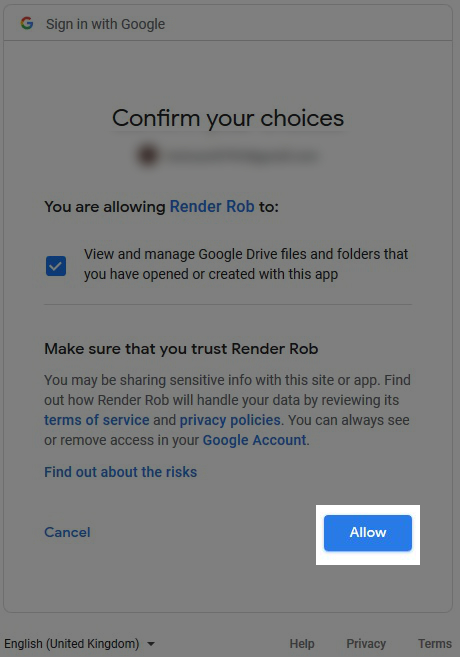 Sign in with Google
Confirm your choices
You are allowing Render Rob to:
View and manage Google Drive files and folders that
you have opened or created with this app
Make sure that you trust Render Rob
You may be sharing sensitive info with this site or app. Find
out how Render Rob will handle your data by reviewing its
terms of service and privacy policies. You can always see
or remove access in your Google Account.
Find out about the risks
Cancel
Allow
English (United Kingdom)
Help
Privacy
Terms